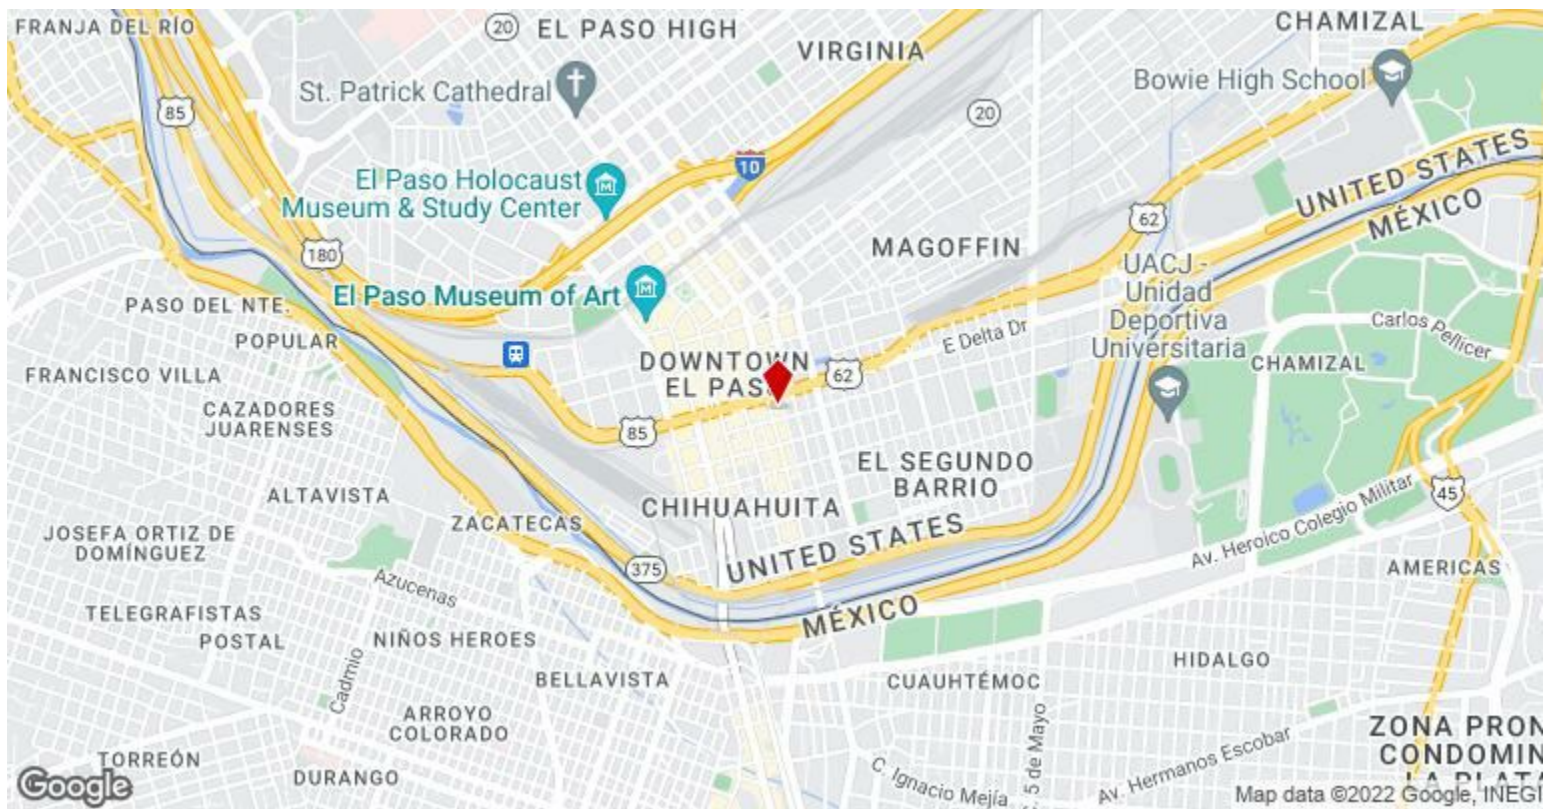 FRANJA DEL RÍO
20
EL PASO HIGH
VIRGINIA
CHAMIZAL
St. Patrick Cathedral
Bowie High School
85
20
10
El Paso Holocaust
Museum & Study Center
UNITED STATES
MÉXICO
62
180
MAGOFFIN
El Paso Museum of Art
UACJ -
Unidad
Deportiva
Universitaria
PASO DEL NTE.
POPULAR
E Delta Dr
Carlos Pellicer
DOWNTOWN
EL PAS
62
CHAMIZAL
FRANCISCO VILLA
CAZADORES
JUARENSES
85
EL SEGUNDO
BARRIO
ALTAVISTA
CHIHUAHUITA
45
ZACATECAS
JOSEFA ORTIZ DE
DOMÍNGUEZ
UNITED STATES
Av. Heroico Colegio Militar
375
AMERICAS
Azucenas
TELEGRAFISTAS
MÉXICO
POSTAL
NIÑOS HEROES
HIDALGO
BELLAVISTA
CUAUHTÉMOC
Cadmio
ARROYO
COLORADO
5 de Mayo
Av. Hermanos Escobar
ZONA PRON
CONDOMIN
LA PLATA
TORREÓN
DURANGO
C. Ignacio Mejía
Google
Map data ©2022 Google, INEGI